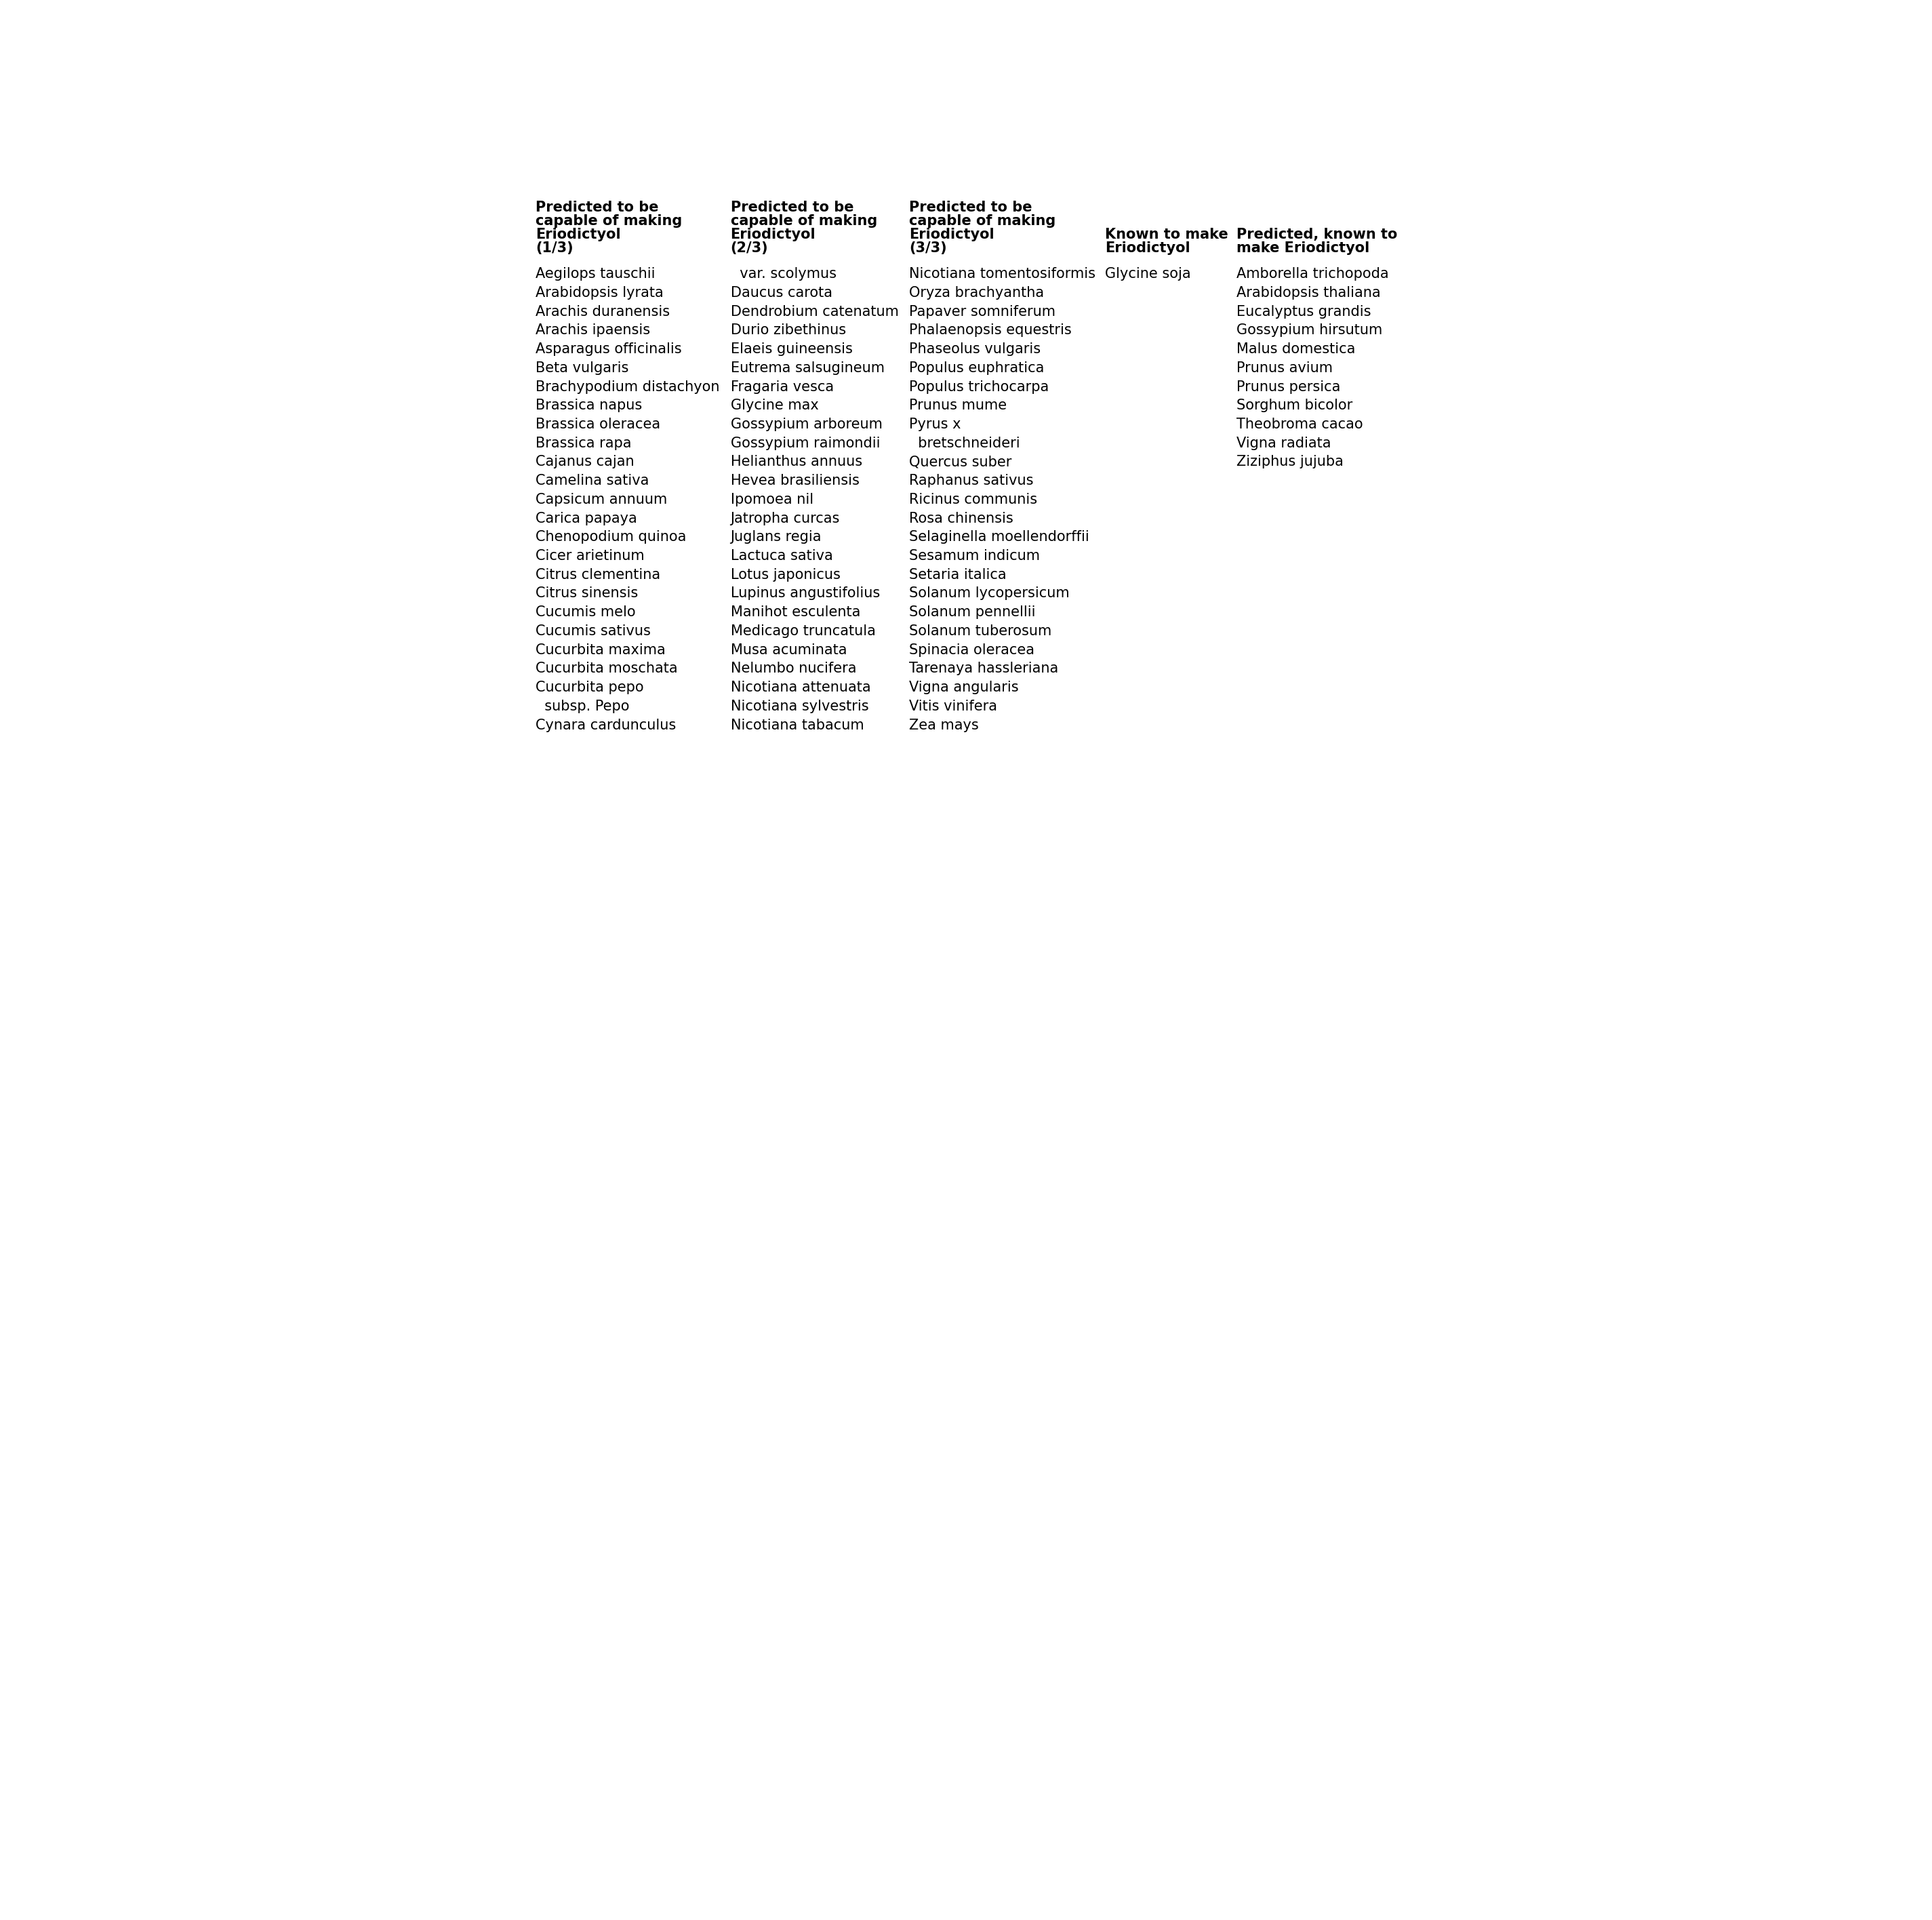 Predicted to be
capable of making
Eriodictyol
(1/3)
Aegilops tauschii
Arabidopsis lyrata
Arachis duranensis
Arachis ipaensis
Asparagus officinalis
Beta vulgaris
Brachypodium distachyon
Brassica napus
Brassica oleracea
Brassica rapa
Cajanus cajan
Camelina sativa
Capsicum annuum
Carica papaya
Chenopodium quinoa
Cicer arietinum
Citrus clementina
Citrus sinensis
Cucumis melo
Cucumis sativus
Cucurbita maxima
Cucurbita moschata
Cucurbita pepo
subsp. Pepo
Cynara cardunculus
Predicted to be
capable of making
Eriodictyol
(2/3)
var. scolymus
Daucus carota
Dendrobium catenatum
Durio zibethinus
Elaeis guineensis
Eutrema salsugineum
Fragaria vesca
Glycine max
Gossypium arboreum
Gossypium raimondii
Helianthus annuus
Hevea brasiliensis
Ipomoea nil
Jatropha curcas
Juglans regia
Lactuca sativa
Lotus japonicus
Lupinus angustifolius
Manihot esculenta
Medicago truncatula
Musa acuminata
Nelumbo nucifera
Nicotiana attenuata
Nicotiana sylvestris
Nicotiana tabacum
Predicted to be
capable of making
Eriodictyol
(3/3)
Nicotiana tomentosiformis
Oryza brachyantha
Papaver somniferum
Phalaenopsis equestris
Phaseolus vulgaris
Populus euphratica
Populus trichocarpa
Prunus mume
Pyrus x
bretschneideri
Quercus suber
Raphanus sativus
Ricinus communis
Rosa chinensis
Selaginella moellendorffii
Sesamum indicum
Setaria italica
Solanum lycopersicum
Solanum pennellii
Solanum tuberosum
Spinacia oleracea
Tarenaya hassleriana
Vigna angularis
Vitis vinifera
Zea mays
Known to make
Eriodictyol
Glycine soja
Predicted, known to
make Eriodictyol
Amborella trichopoda
Arabidopsis thaliana
Eucalyptus grandis
Gossypium hirsutum
Malus domestica
Prunus avium
Prunus persica
Sorghum bicolor
Theobroma cacao
Vigna radiata
Ziziphus jujuba